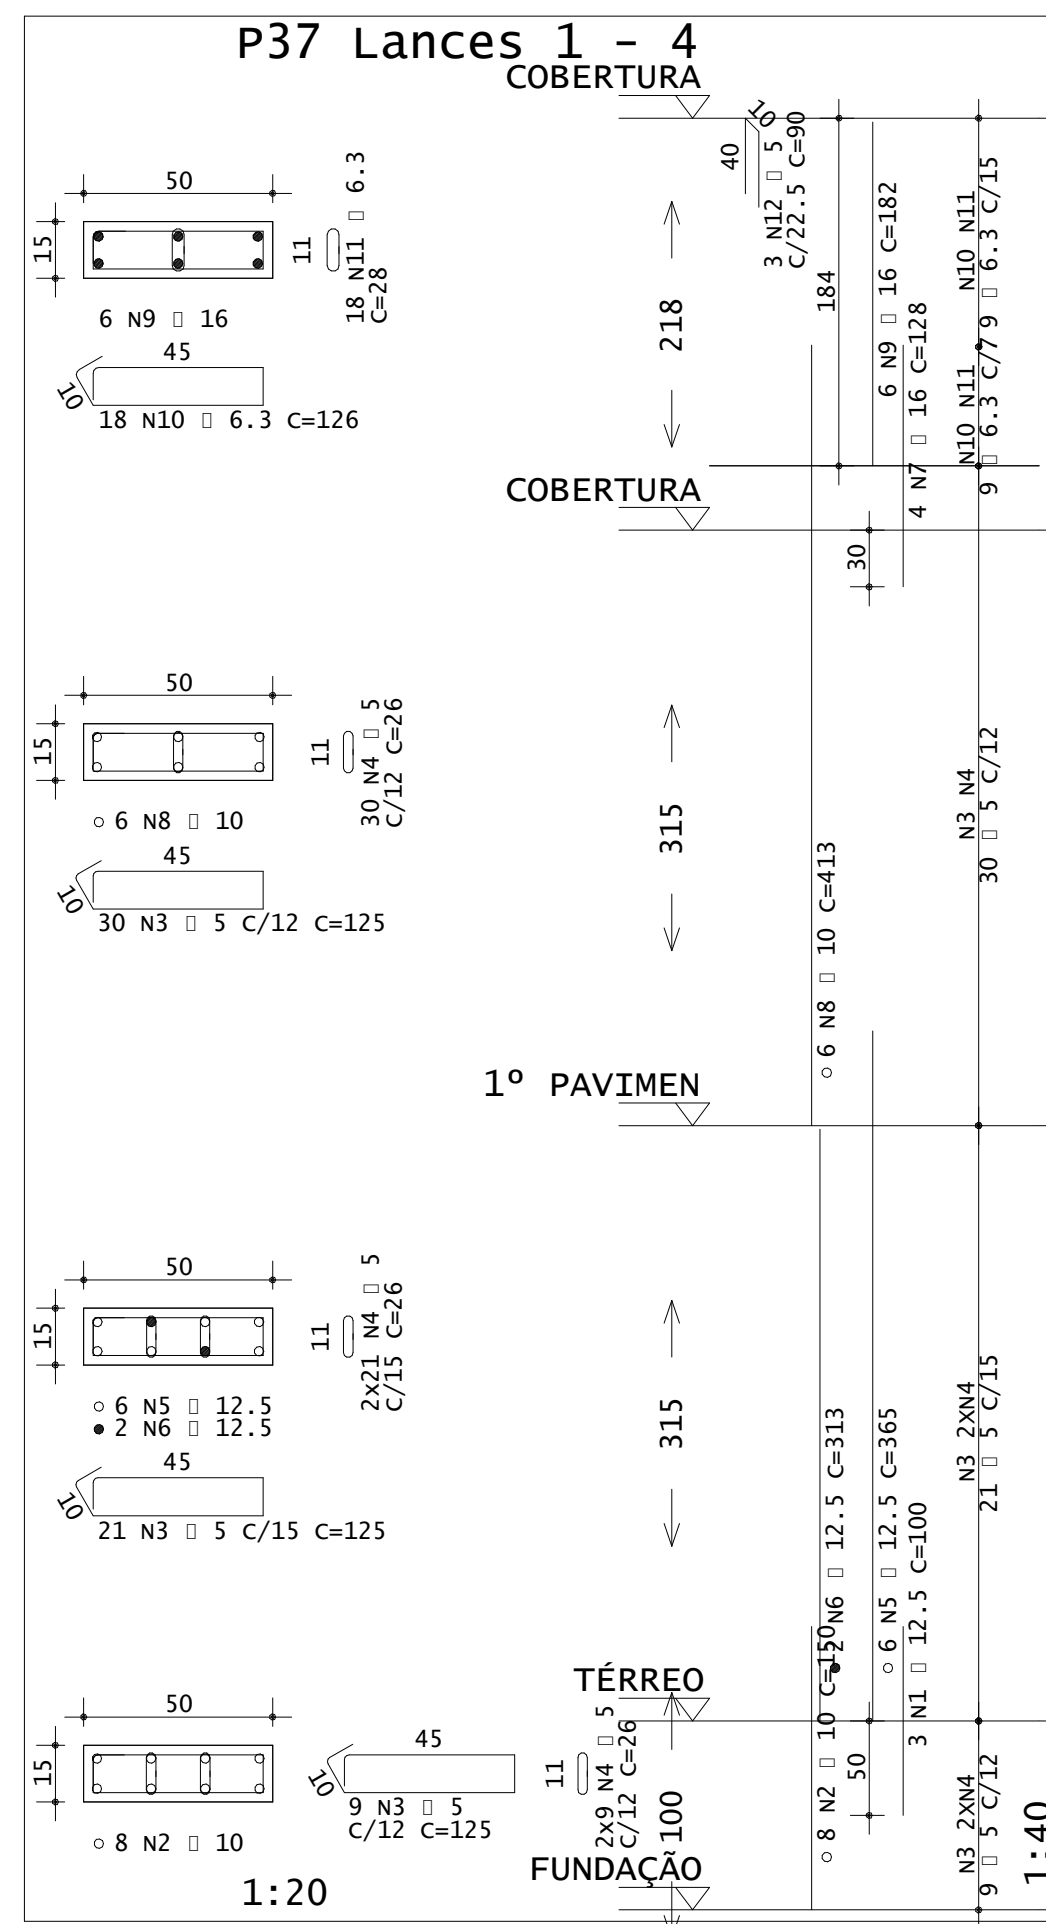 P37 Lances 1 - 4
COBERTURA
50
15
11
18 N11 ▯ 6.3
C=28
6 N9 ▯ 16
45
10
18 N10 ▯ 6.3 C=126
218
10
40
3 N12 ▯ 5
C/22.5 C=90
184
6 N9 ▯ 16 C=182
4 N7 ▯ 16 C=128
N10 N11
9 ▯ 6.3 C/15
N10 N11
9 ▯ 6.3 C/7
COBERTURA
30
50
15
11
30 N4 ▯ 5
C/12 C=26
6 N8 ▯ 10
45
10
30 N3 ▯ 5 C/12 C=125
315
6 N8 ▯ 10 C=413
N3 N4
30 ▯ 5 C/12
1º PAVIMEN
50
15
11
2x21 N4 ▯ 5
C/15 C=26
6 N5 ▯ 12.5
2 N6 ▯ 12.5
45
10
21 N3 ▯ 5 C/15 C=125
315
2 N6 ▯ 12.5 C=313
6 N5 ▯ 12.5 C=365
3 N1 ▯ 12.5 C=100
N3 2XN4
21 ▯ 5 C/15
TÉRREO
50
15
45
10
9 N3 ▯ 5
C/12 C=125
11
2x9 N4 ▯ 5
C/12 C=26
100
8 N2 ▯ 10 C=150
50
N3 2XN4
9 ▯ 5 C/12
8 N2 ▯ 10
FUNDAÇÃO
1:20
1:40